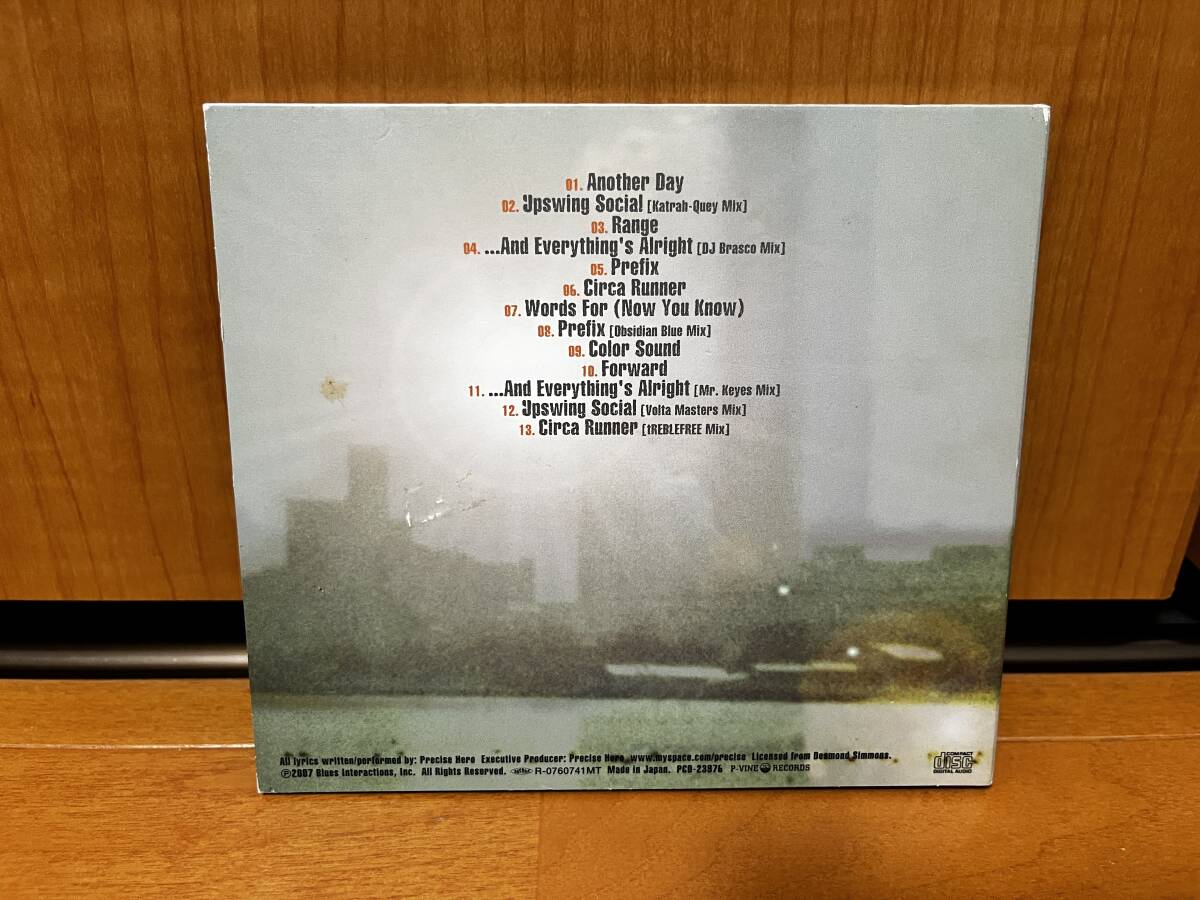 01. Another Day
02. Upswing Social [Katrah-Quey Mix]
03. Range
04. ...And Everything's Alright [DJ Brasco Mix]
05. Prefix
06. Circa Runner
07. Words For (Now You Know)
08. Prefix [Obsidian Blue Mix]
09. Color Sound
10. Forward
11. ...And Everything's Alright [Mr. Keyes Mix]
12. Upswing Social [Volta Masters Mix]
13. Circa Runner [tREBLEFREE Mix]
All lyrics written/performed by: Precise Hero Executive Producer: Precise Hero www.myspace.com/precise Licensed from Desmond Simmons.
℗2007 Blues Interactions, Inc. All Rights Reserved. R-0760741MT Made in Japan. PCD-23976 P-VINE RECORDS
COMPACT
disc
DIGITAL AUDIO